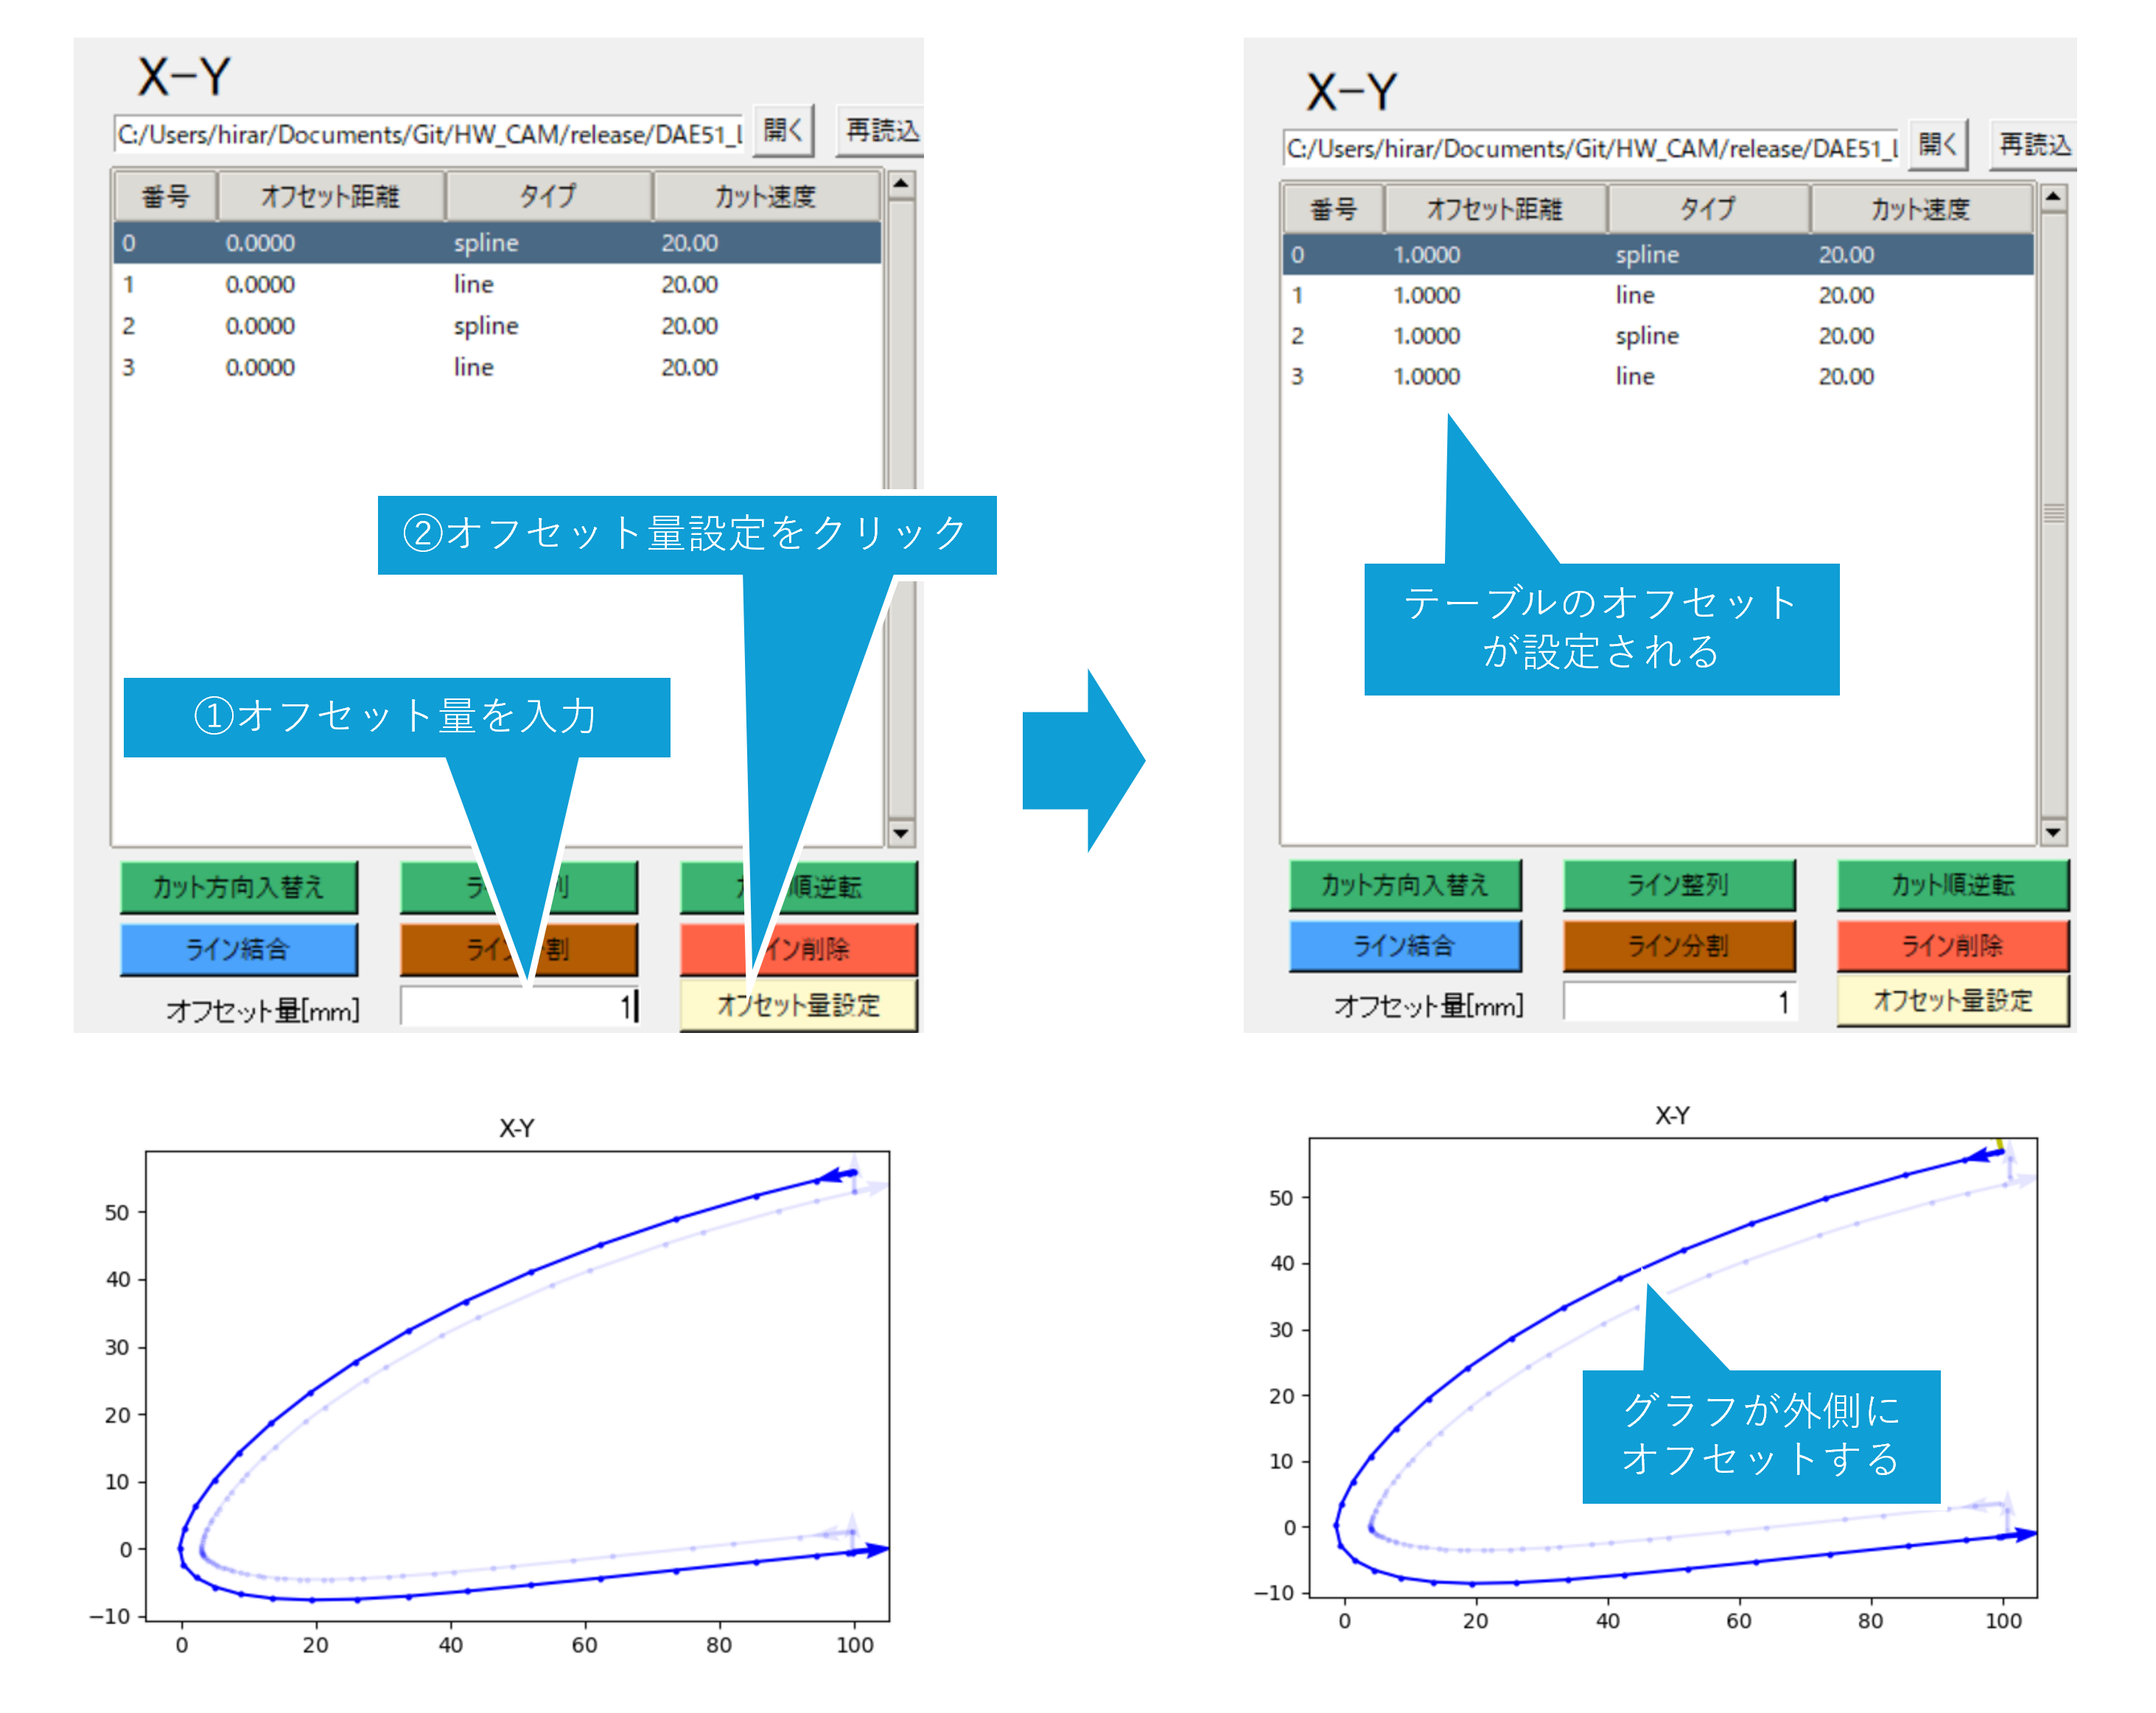 X-Y
C:/Users/hirar/Documents/Git/HW_CAM/release/DAE51_L 開く 再読込
番号 オフセット距離 タイプ カット速度
0 0.0000 spline 20.00
1 0.0000 line 20.00
2 0.0000 spline 20.00
3 0.0000 line 20.00
②オフセット量設定をクリック
①オフセット量を入力
カット方向入替え 順逆転
ライン結合 イン削除
オフセット量[mm] 1 オフセット量設定
X-Y
C:/Users/hirar/Documents/Git/HW_CAM/release/DAE51_L 開く 再読込
番号 オフセット距離 タイプ カット速度
0 1.0000 spline 20.00
1 1.0000 line 20.00
2 1.0000 spline 20.00
3 1.0000 line 20.00
テーブルのオフセット
が設定される
カット方向入替え ライン整列 カット順逆転
ライン結合 ライン分割 ライン削除
オフセット量[mm] 1 オフセット量設定
X-Y
50
40
30
20
10
0
−10
0 20 40 60 80 100
X-Y
50
40
30
20
10
0
−10
0 20 40 60 80 100
グラフが外側に
オフセットする